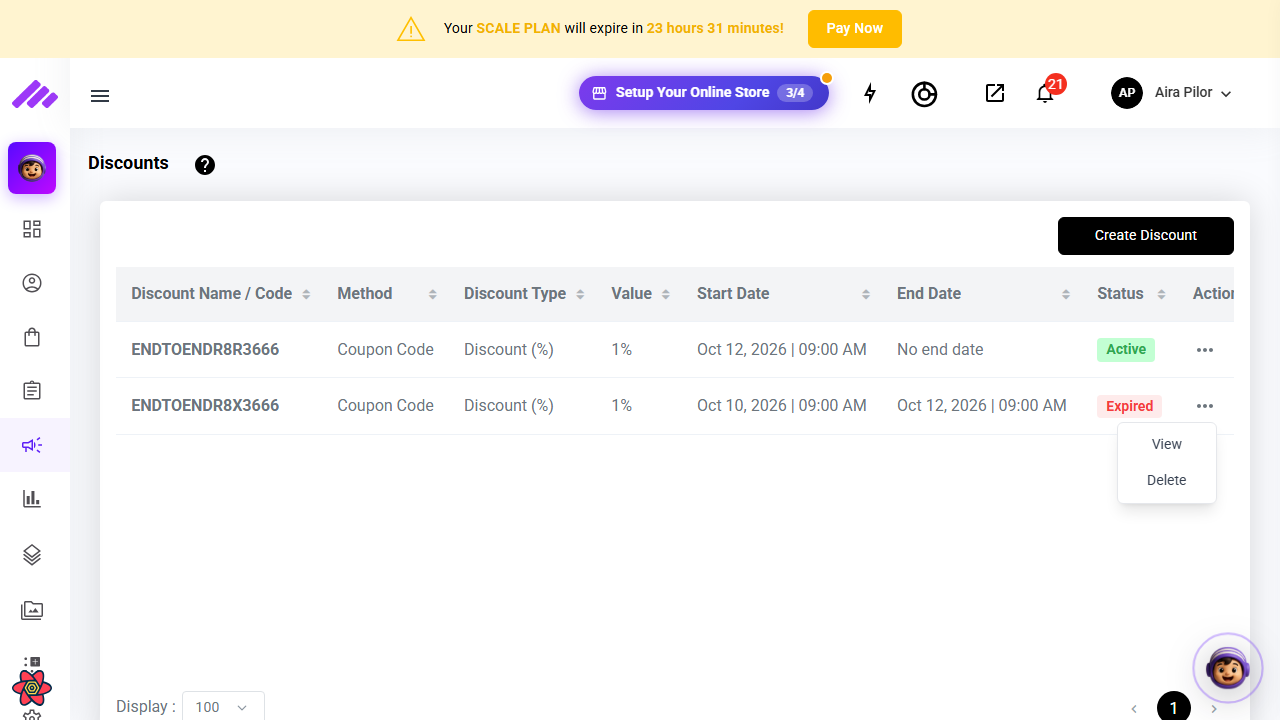 Your SCALE PLAN will expire in 23 hours 31 minutes!
Pay Now
Setup Your Online Store 3/4
21
AP
Aira Pilor
Discounts
Create Discount
Discount Name / Code Method Discount Type Value Start Date End Date Status Action
ENDTOENDR8R3666 Coupon Code Discount (%) 1% Oct 12, 2026 | 09:00 AM No end date Active
ENDTOENDR8X3666 Coupon Code Discount (%) 1% Oct 10, 2026 | 09:00 AM Oct 12, 2026 | 09:00 AM Expired
View
Delete
Display : 100
1